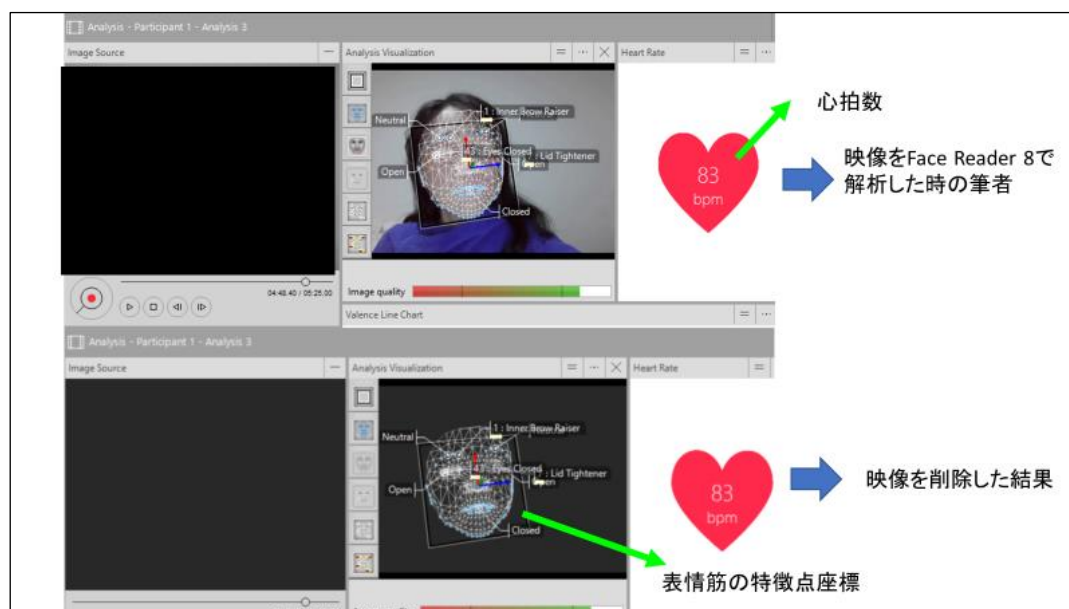 Analysis - Participant 1 - Analysis 3
Image Source
Analysis Visualization
Heart Rate
1 : Inner Brow Raiser
Neutral
43 : Eyes Closed
7 : Lid Tightener
Open
Open
Closed
83
bpm
心拍数
映像をFace Reader 8で
解析した時の筆者
04:48.40 / 05:25.00
Image quality
Valence Line Chart
Analysis - Participant 1 - Analysis 3
Image Source
Analysis Visualization
Heart Rate
1 : Inner Brow Raiser
Neutral
43 : Eyes Closed
: Lid Tightener
Open
Open
Closed
83
bpm
映像を削除した結果
表情筋の特徴点座標